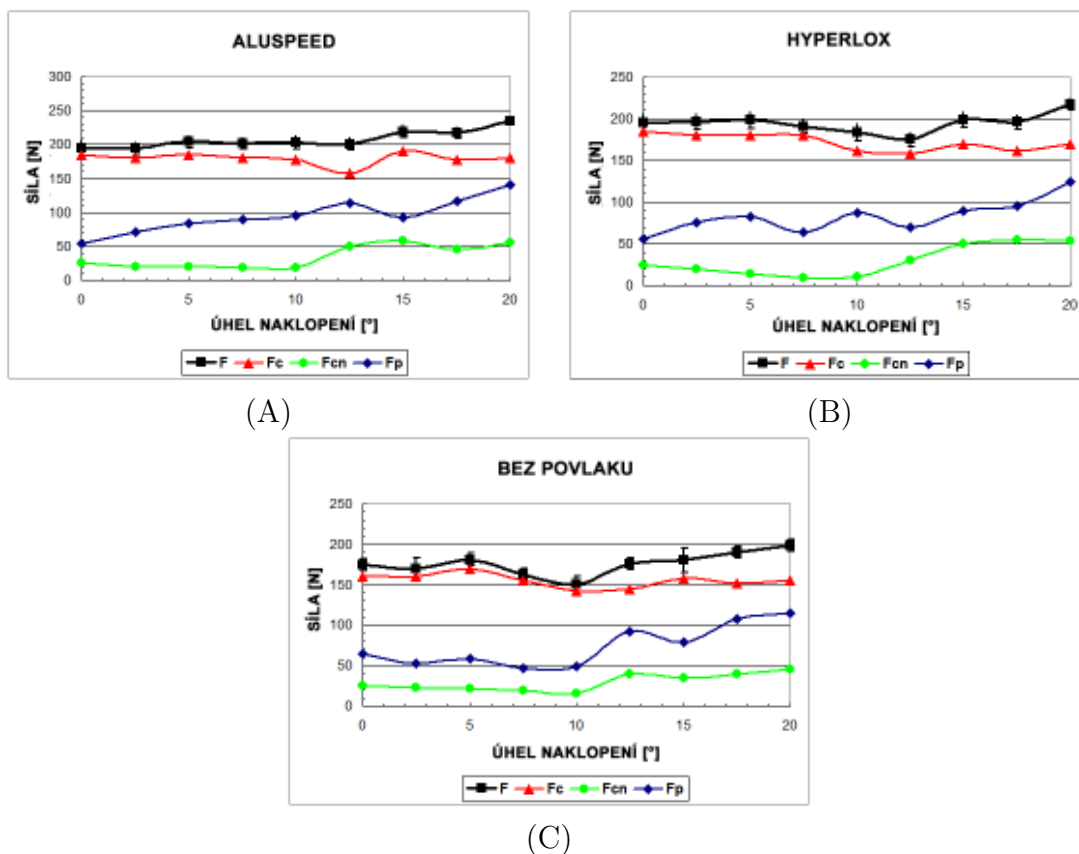 ALUSPEED
300
250
200
150
100
50
0
SÍLA [N]
0 5 10 15 20
ÚHEL NAKLOPENÍ [°]
F Fc Fcn Fp
(A)
HYPERLOX
250
200
150
100
50
0
SÍLA [N]
0 5 10 15 20
ÚHEL NAKLOPENÍ [°]
F Fc Fcn Fp
(B)
BEZ POVLAKU
250
200
150
100
50
0
SÍLA [N]
0 5 10 15 20
ÚHEL NAKLOPENÍ [°]
F Fc Fcn Fp
(C)